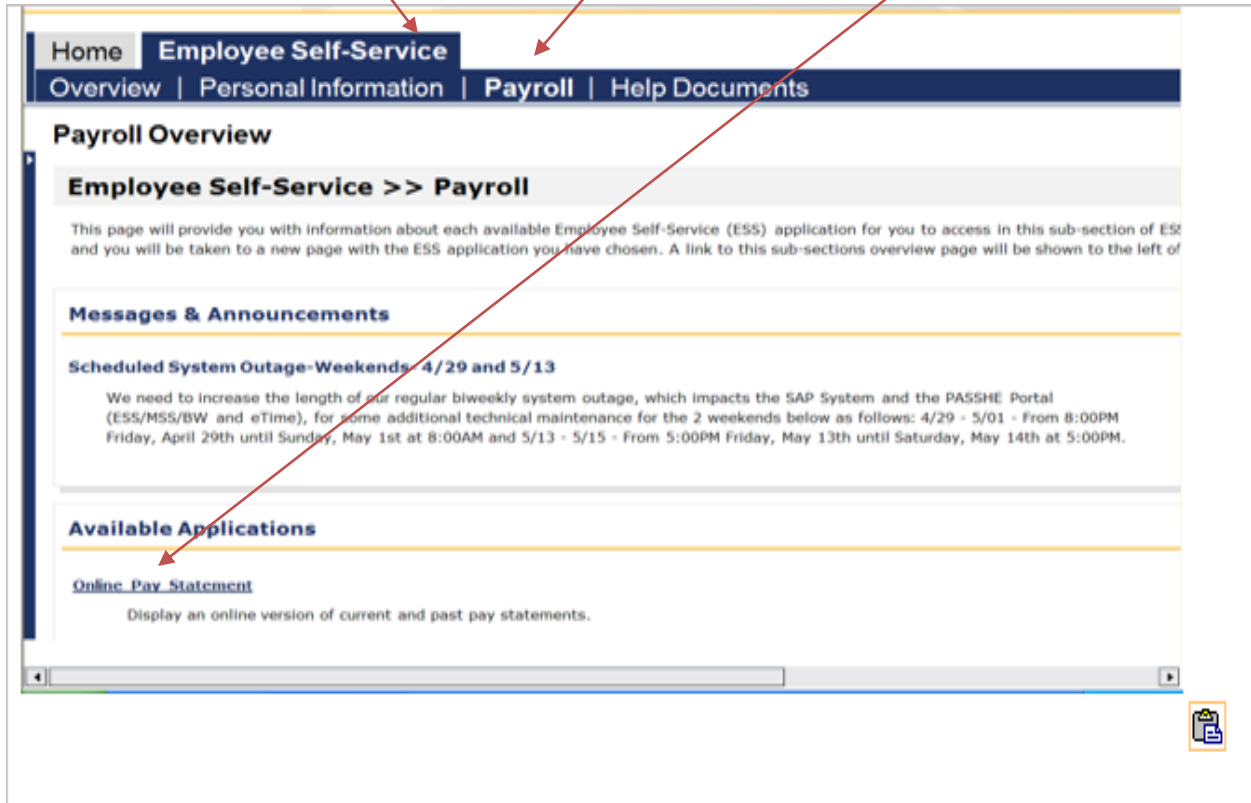 Home Employee Self-Service
Overview | Personal Information | Payroll | Help Documents
Payroll Overview
Employee Self-Service >> Payroll
This page will provide you with information about each available Employee Self-Service (ESS) application for you to access in this sub-section of ES
and you will be taken to a new page with the ESS application you have chosen. A link to this sub-sections overview page will be shown to the left of
Messages & Announcements
Scheduled System Outage-Weekends- 4/29 and 5/13
We need to increase the length of our regular biweekly system outage, which impacts the SAP System and the PASSHE Portal
(ESS/MSS/BW and eTime), for some additional technical maintenance for the 2 weekends below as follows: 4/29 - 5/01 - From 8:00PM
Friday, April 29th until Sunday, May 1st at 8:00AM and 5/13 - 5/15 - From 5:00PM Friday, May 13th until Saturday, May 14th at 5:00PM.
Available Applications
Online Pay Statement
Display an online version of current and past pay statements.